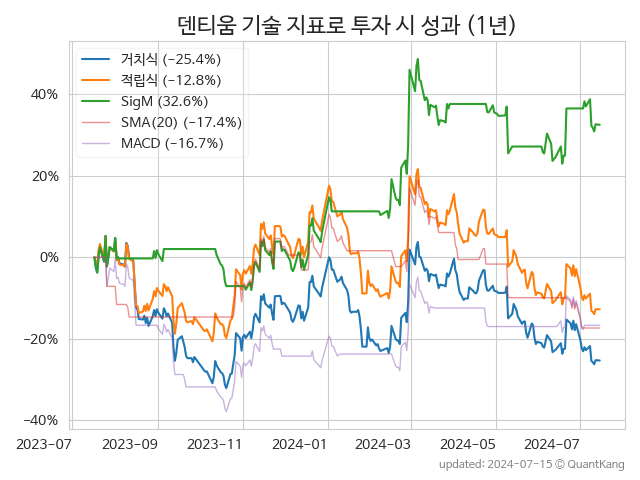 덴티움 기술 지표로 투자 시 성과 (1년)
거치식 (−25.4%)
적립식 (−12.8%)
SigM (32.6%)
SMA(20) (−17.4%)
MACD (−16.7%)
40%
20%
0%
−20%
−40%
2023-07 2023-09 2023-11 2024-01 2024-03 2024-05 2024-07
updated: 2024-07-15 © QuantKang